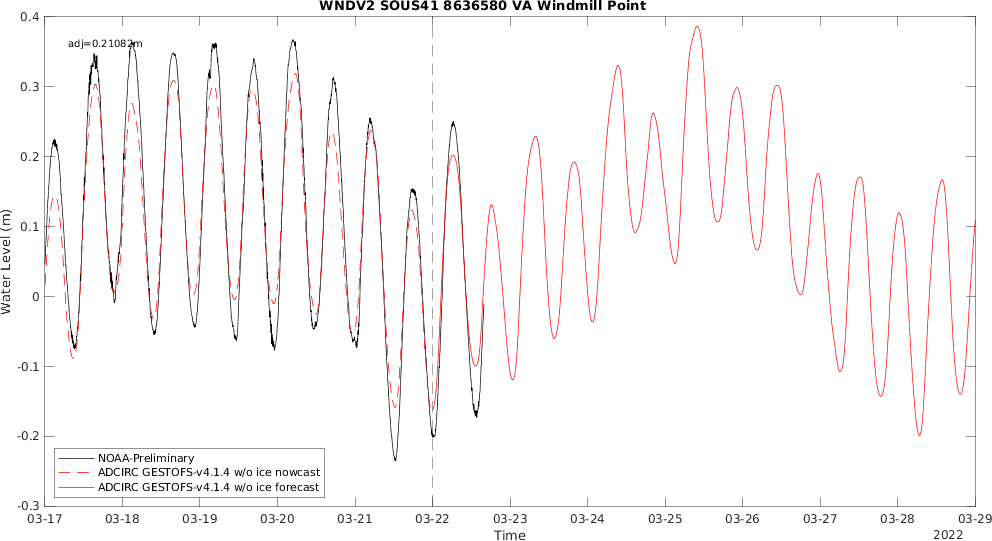 WNDV2 SOUS41 8636580 VA Windmill Point
adj=0.21082m
0.4
0.3
0.2
0.1
0
-0.1
-0.2
-0.3
Water Level (m)
NOAA-Preliminary
ADCIRC GESTOFS-v4.1.4 w/o ice nowcast
ADCIRC GESTOFS-v4.1.4 w/o ice forecast
03-17 03-18 03-19 03-20 03-21 03-22 03-23 03-24 03-25 03-26 03-27 03-28 03-29
Time
2022